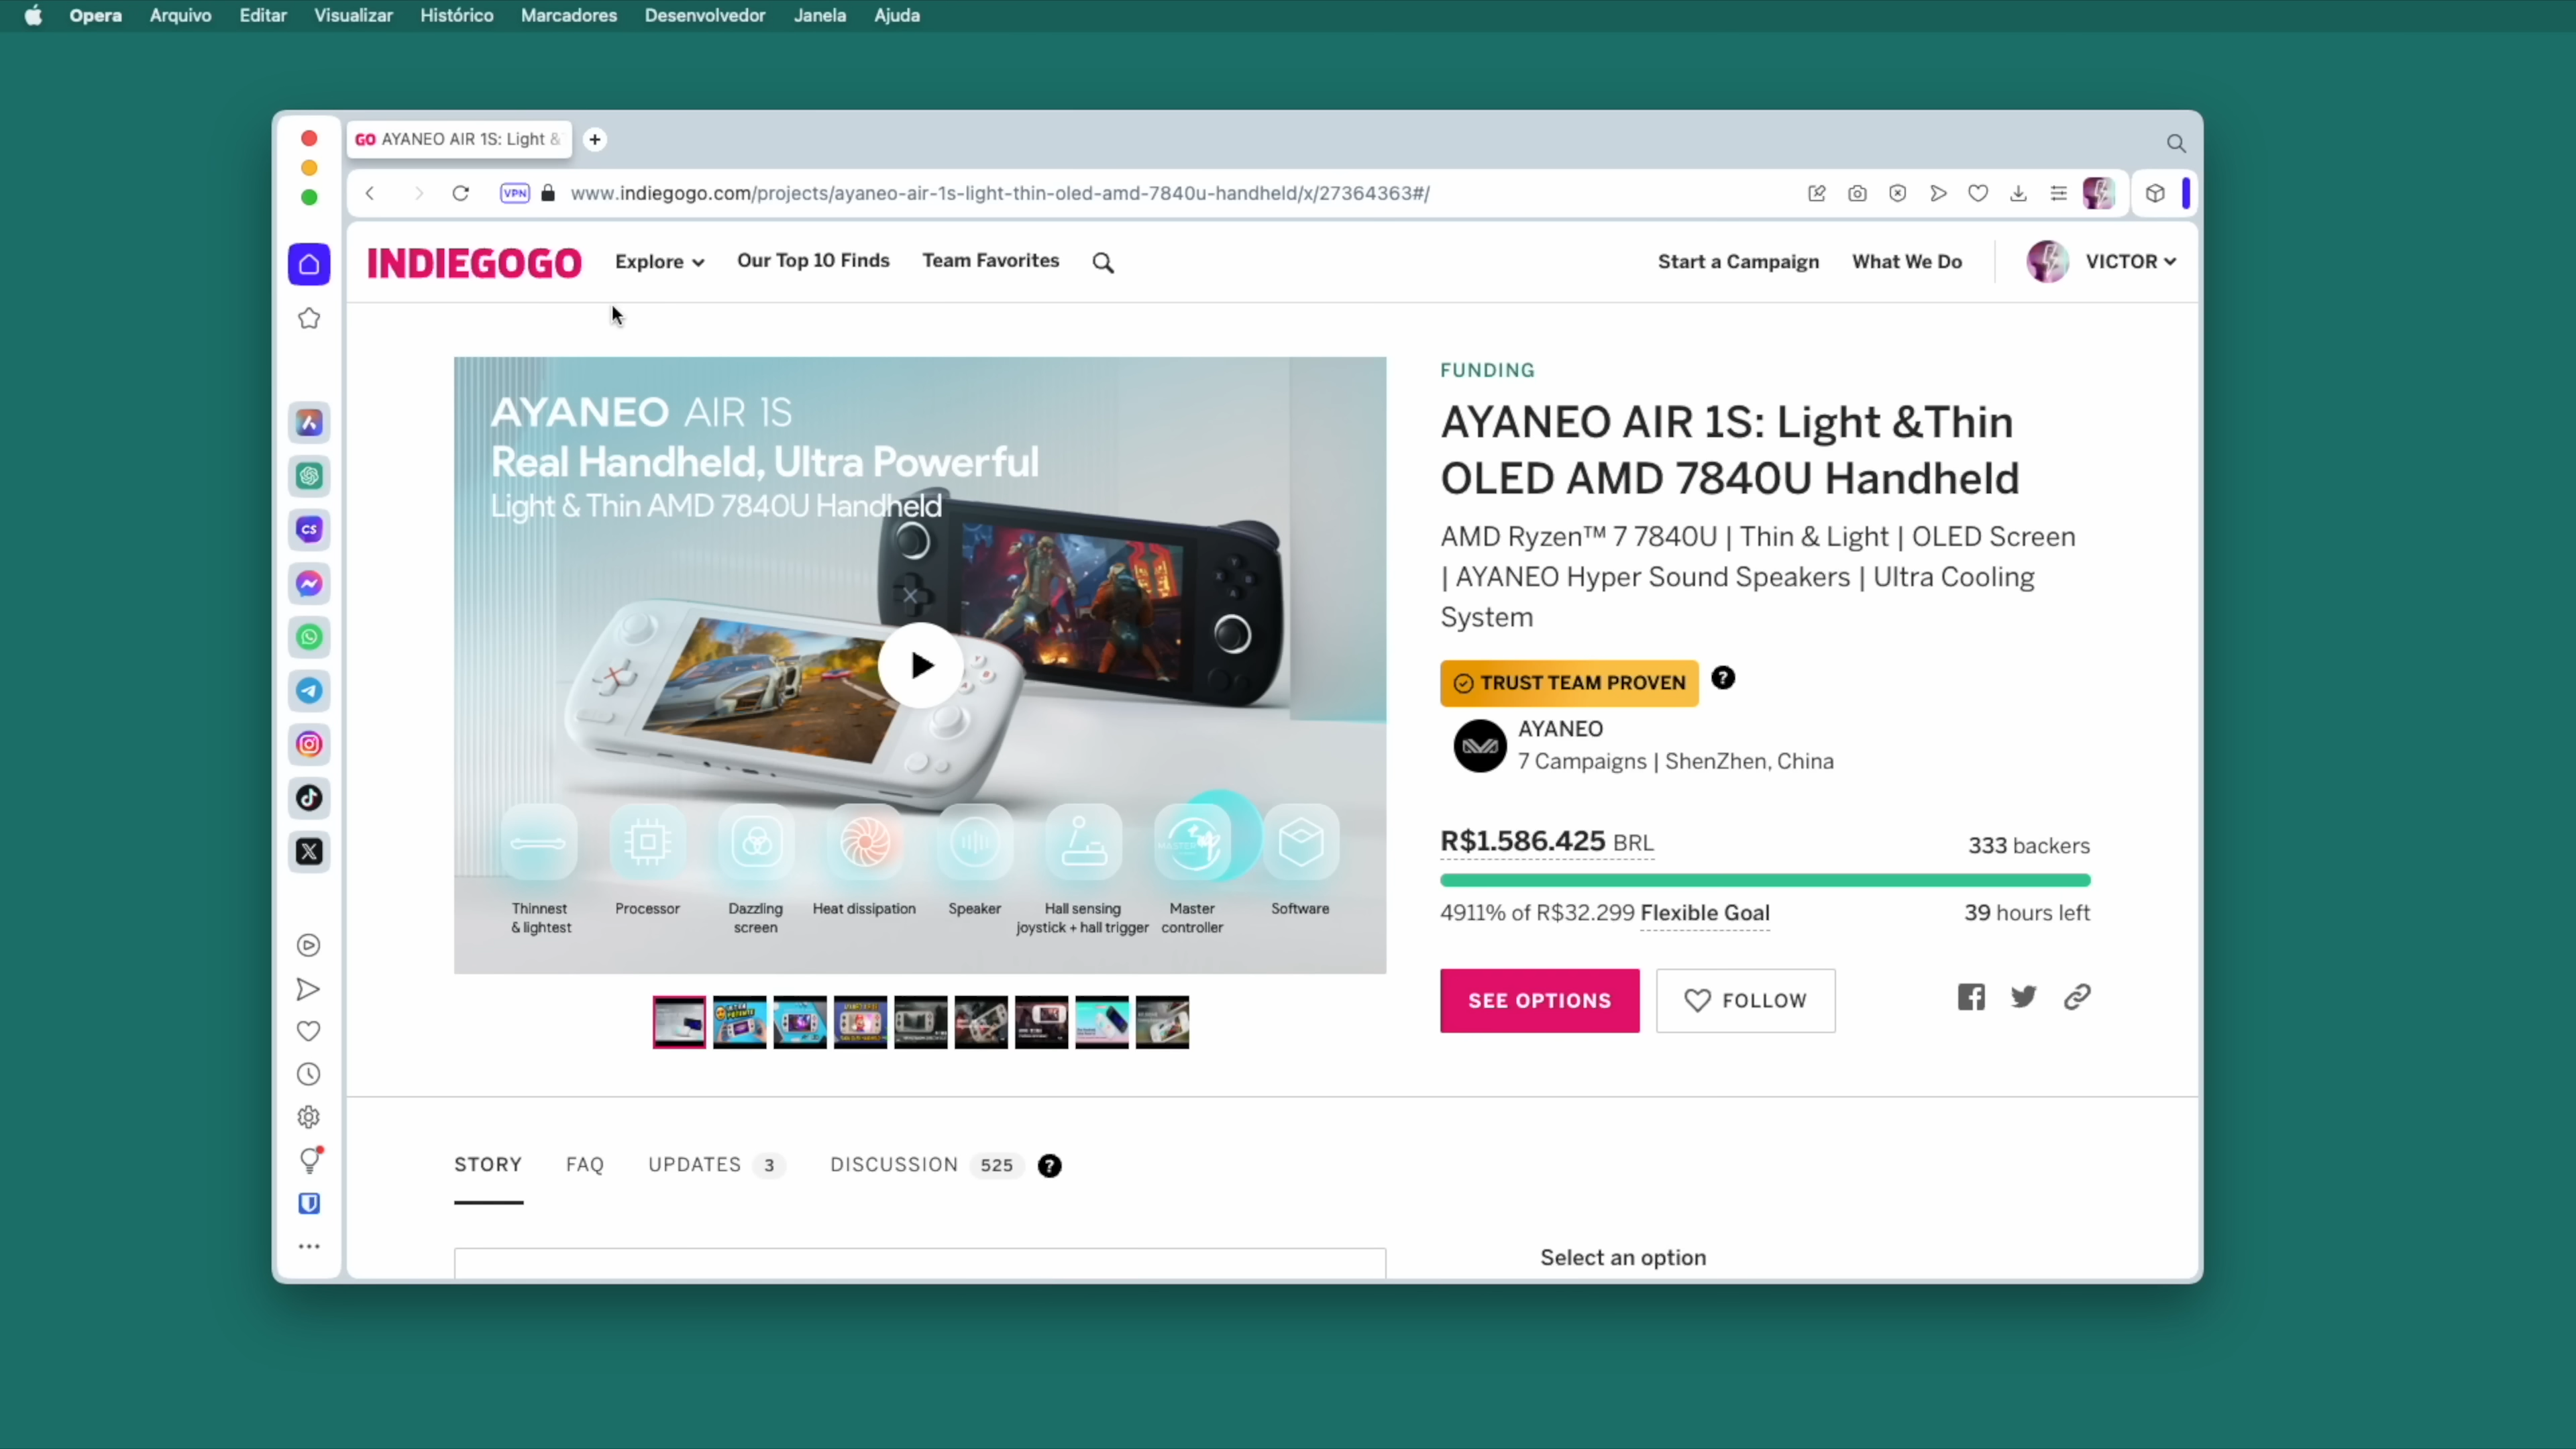 Opera Arquivo Editar Visualizar Histórico Marcadores Desenvolvedor Janela Ajuda
GO AYANEO AIR 1S: Light &
VPN www.indiegogo.com/projects/ayaneo-air-1s-light-thin-oled-amd-7840u-handheld/x/27364363#/
INDIEGOGO Explore Our Top 10 Finds Team Favorites Start a Campaign What We Do VICTOR
AYANEO AIR 1S
Real Handheld, Ultra Powerful
Light & Thin AMD 7840U Handheld
Thinnest
& lightest
Processor
Dazzling
screen
Heat dissipation
Speaker
Hall sensing
joystick + hall trigger
MASTER
Master
controller
Software
FUNDING
AYANEO AIR 1S: Light &Thin
OLED AMD 7840U Handheld
AMD Ryzen™ 7 7840U | Thin & Light | OLED Screen
| AYANEO Hyper Sound Speakers | Ultra Cooling
System
TRUST TEAM PROVEN ?
AYANEO
7 Campaigns | ShenZhen, China
R$1.586.425 BRL 333 backers
4911% of R$32.299 Flexible Goal 39 hours left
SEE OPTIONS FOLLOW
STORY FAQ UPDATES 3 DISCUSSION 525 ?
Select an option
CS